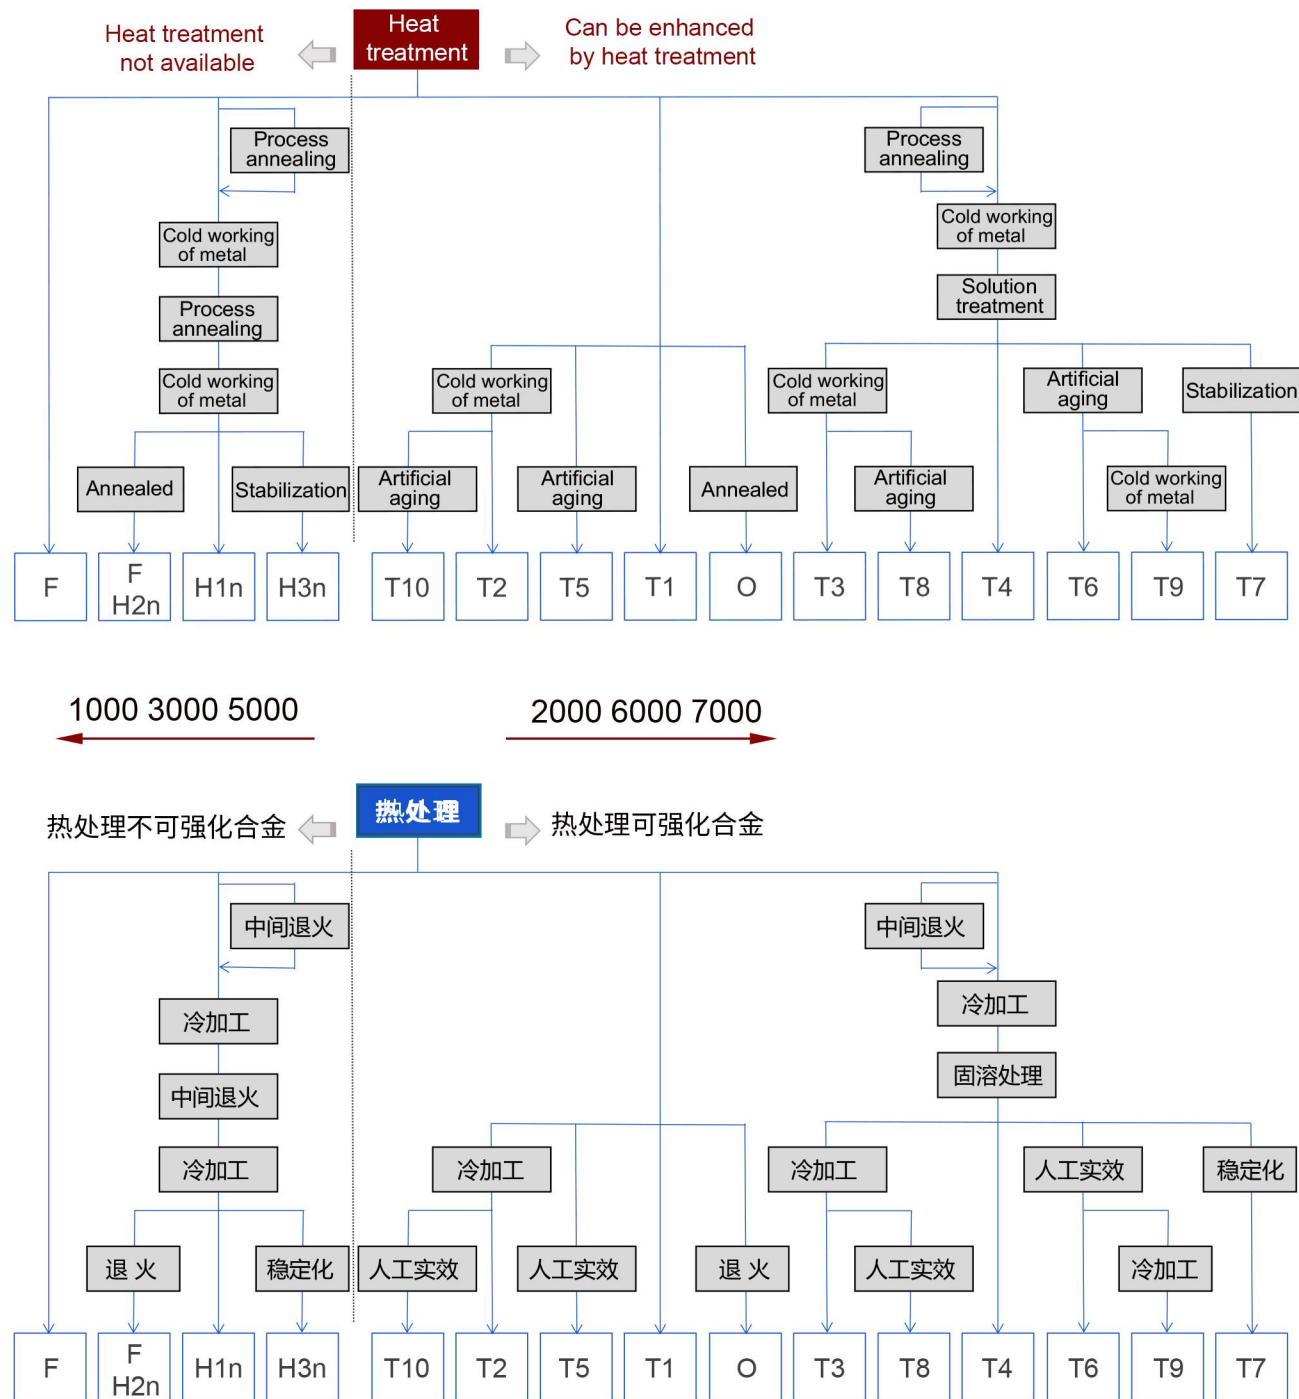 Heat treatment
not available
Heat
treatment
Can be enhanced
by heat treatment
Process
annealing
Process
annealing
Cold working
of metal
Cold working
of metal
Solution
treatment
Process
annealing
Cold working
of metal
Cold working
of metal
Cold working
of metal
Artificial
aging
Stabilization
Annealed
Stabilization
Artificial
aging
Artificial
aging
Annealed
Artificial
aging
Cold working
of metal
F
F
H2n
H1n
H3n
T10
T2
T5
T1
O
T3
T8
T4
T6
T9
T7
1000 3000 5000
2000 6000 7000
热处理不可强化合金
热处理
热处理可强化合金
中间退火
中间退火
冷加工
冷加工
固溶处理
中间退火
冷加工
冷加工
冷加工
人工实效
稳定化
退 火
稳定化
人工实效
人工实效
退 火
人工实效
冷加工
F
F
H2n
H1n
H3n
T10
T2
T5
T1
O
T3
T8
T4
T6
T9
T7